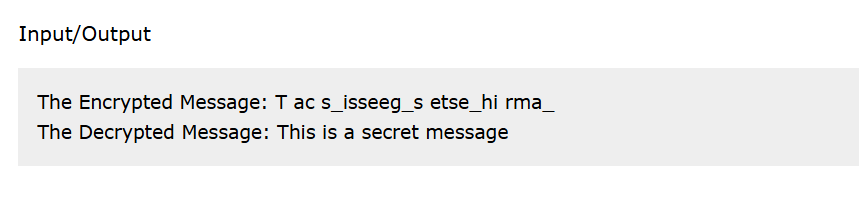 Input/Output
The Encrypted Message: T ac s_isseeg_s etse_hi rma_
The Decrypted Message: This is a secret message